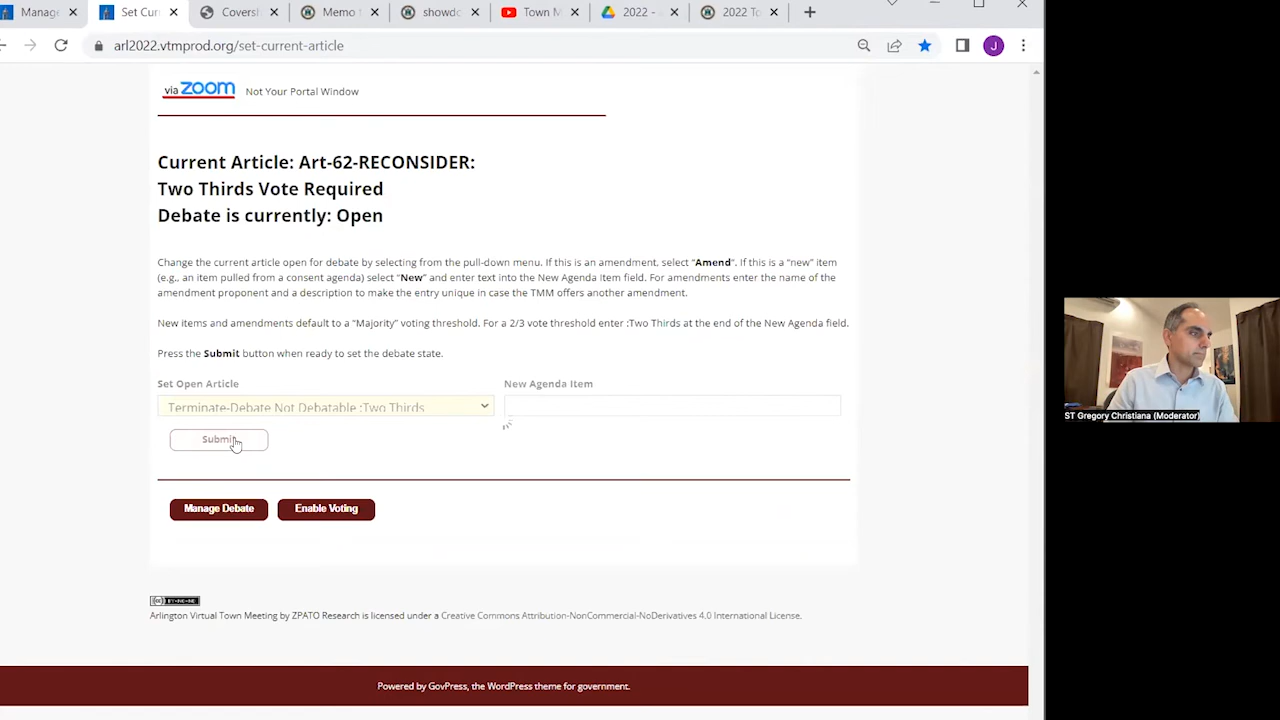 Manage
Set Curr
Covershe
Memo t
showdo
Town M
2022 -
2022 To
arl2022.vtmprod.org/set-current-article
J
via zoom
Not Your Portal Window
Current Article: Art-62-RECONSIDER:
Two Thirds Vote Required
Debate is currently: Open
Change the current article open for debate by selecting from the pull-down menu. If this is an amendment, select "Amend". If this is a "new" item
(e.g., an item pulled from a consent agenda) select "New" and enter text into the New Agenda Item field. For amendments enter the name of the
amendment proponent and a description to make the entry unique in case the TMM offers another amendment.
New items and amendments default to a "Majority" voting threshold. For a 2/3 vote threshold enter :Two Thirds at the end of the New Agenda field.
Press the Submit button when ready to set the debate state.
Set Open Article
New Agenda Item
Terminate-Debate Not Debatable :Two Thirds
Submit
Manage Debate
Enable Voting
ST Gregory Christiana (Moderator)
Arlington Virtual Town Meeting by ZPATO Research is licensed under a Creative Commons Attribution-NonCommercial-NoDerivatives 4.0 International License.
Powered by GovPress, the WordPress theme for government.